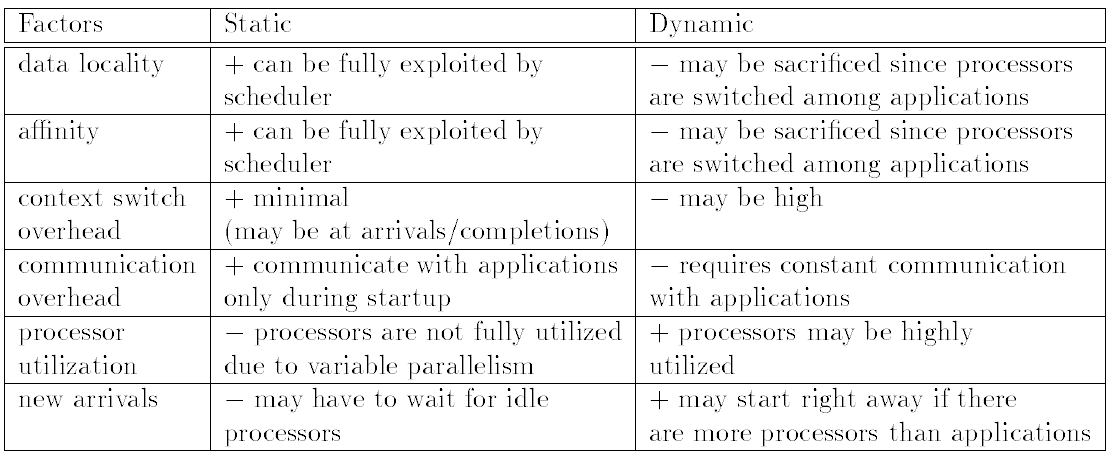 Factors Static Dynamic
data locality + can be fully exploited by − may be sacrificed since processors
scheduler are switched among applications
affinity + can be fully exploited by − may be sacrificed since processors
scheduler are switched among applications
context switch + minimal − may be high
overhead (may be at arrivals/completions)
communication + communicate with applications − requires constant communication
overhead only during startup with applications
processor − processors are not fully utilized + processors may be highly
utilization due to variable parallelism utilized
new arrivals − may have to wait for idle + may start right away if there
processors are more processors than applications